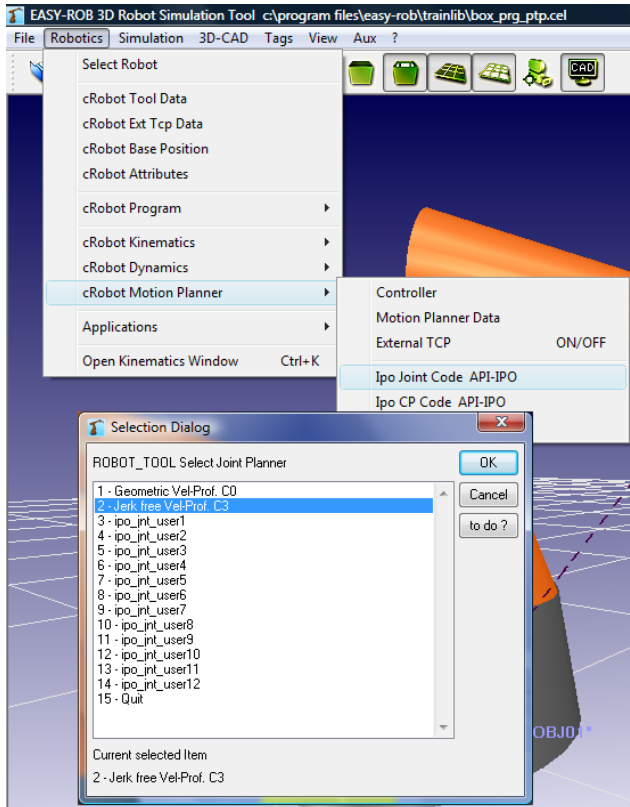 EASY-ROB 3D Robot Simulation Tool c:\program files\easy-rob\trainlib\box_prg_ptp.cel
File Robotics Simulation 3D-CAD Tags View Aux ?
CAD
Select Robot
cRobot Tool Data
cRobot Ext Tcp Data
cRobot Base Position
cRobot Attributes
cRobot Program
cRobot Kinematics
cRobot Dynamics
cRobot Motion Planner
Applications
Open Kinematics Window Ctrl+K
Controller
Motion Planner Data
External TCP ON/OFF
Ipo Joint Code API-IPO
Ipo CP Code API-IPO
Selection Dialog
ROBOT_TOOL Select Joint Planner
OK
Cancel
to do ?
1 - Geometric Vel-Prof. C0
2 - Jerk free Vel-Prof. C3
3 - ipo_jnt_user1
4 - ipo_jnt_user2
5 - ipo_jnt_user3
6 - ipo_jnt_user4
7 - ipo_jnt_user5
8 - ipo_jnt_user6
9 - ipo_jnt_user7
10 - ipo_jnt_user8
11 - ipo_jnt_user9
12 - ipo_jnt_user10
13 - ipo_jnt_user11
14 - ipo_jnt_user12
15 - Quit
OBJ01*
Current selected Item
2 - Jerk free Vel-Prof. C3